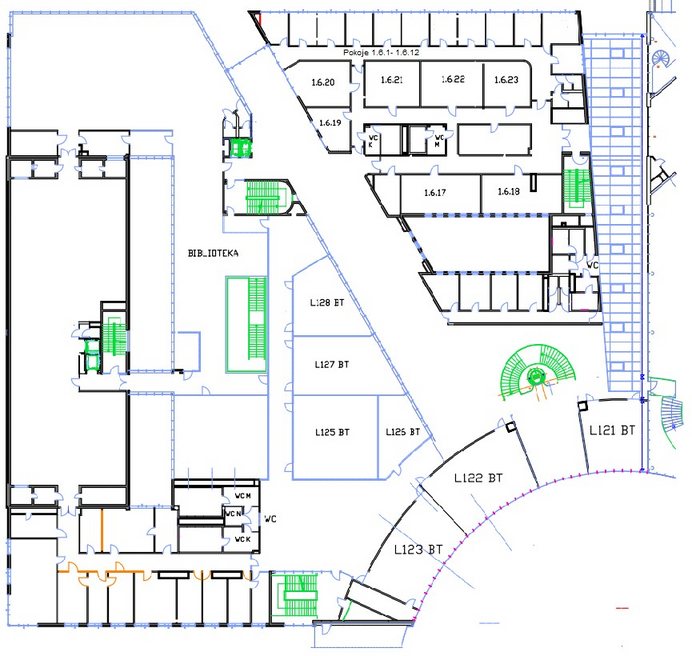 Pokoje 1.6.1- 1.6.12
1.6.20
1.6.21
1.6.22
1.6.23
1.6.19
WC
K
WC
M
1.6.17
1.6.18
BIBLIOTEKA
WC
L128 BT
L127 BT
L125 BT
L126 BT
L121 BT
L122 BT
L123 BT
WC M
WC N
WC
WC K